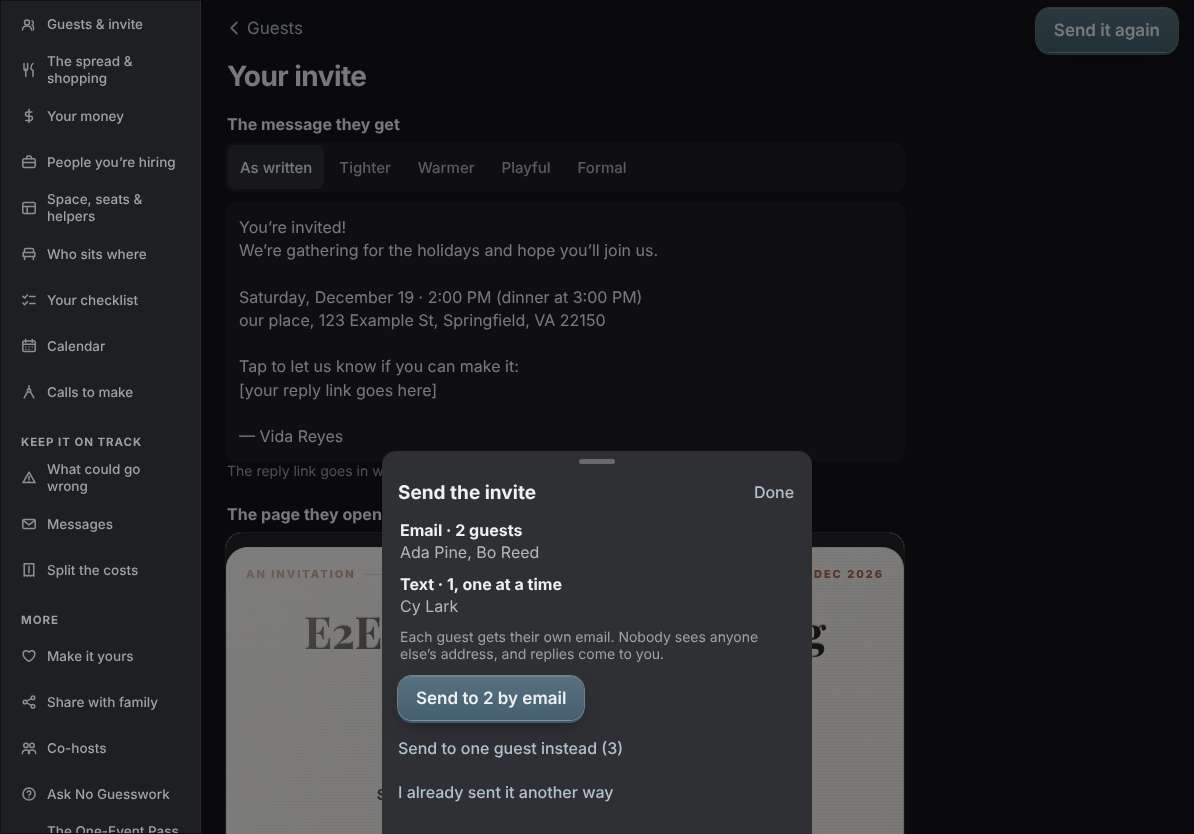 Guests & invite
The spread &
shopping
Your money
People you’re hiring
Space, seats &
helpers
Who sits where
Your checklist
Calendar
Calls to make
KEEP IT ON TRACK
What could go
wrong
Messages
Split the costs
MORE
Make it yours
Share with family
Co-hosts
Ask No Guesswork
The One-Event Pass
Guests
Send it again
Your invite
The message they get
As written Tighter Warmer Playful Formal
You’re invited!
We’re gathering for the holidays and hope you’ll join us.
Saturday, December 19 · 2:00 PM (dinner at 3:00 PM)
our place, 123 Example St, Springfield, VA 22150
Tap to let us know if you can make it:
[your reply link goes here]
— Vida Reyes
The reply link goes in
The page they open
AN INVITATION
DEC 2026
E2E
Send the invite
Done
Email · 2 guests
Ada Pine, Bo Reed
Text · 1, one at a time
Cy Lark
Each guest gets their own email. Nobody sees anyone
else’s address, and replies come to you.
Send to 2 by email
Send to one guest instead (3)
I already sent it another way